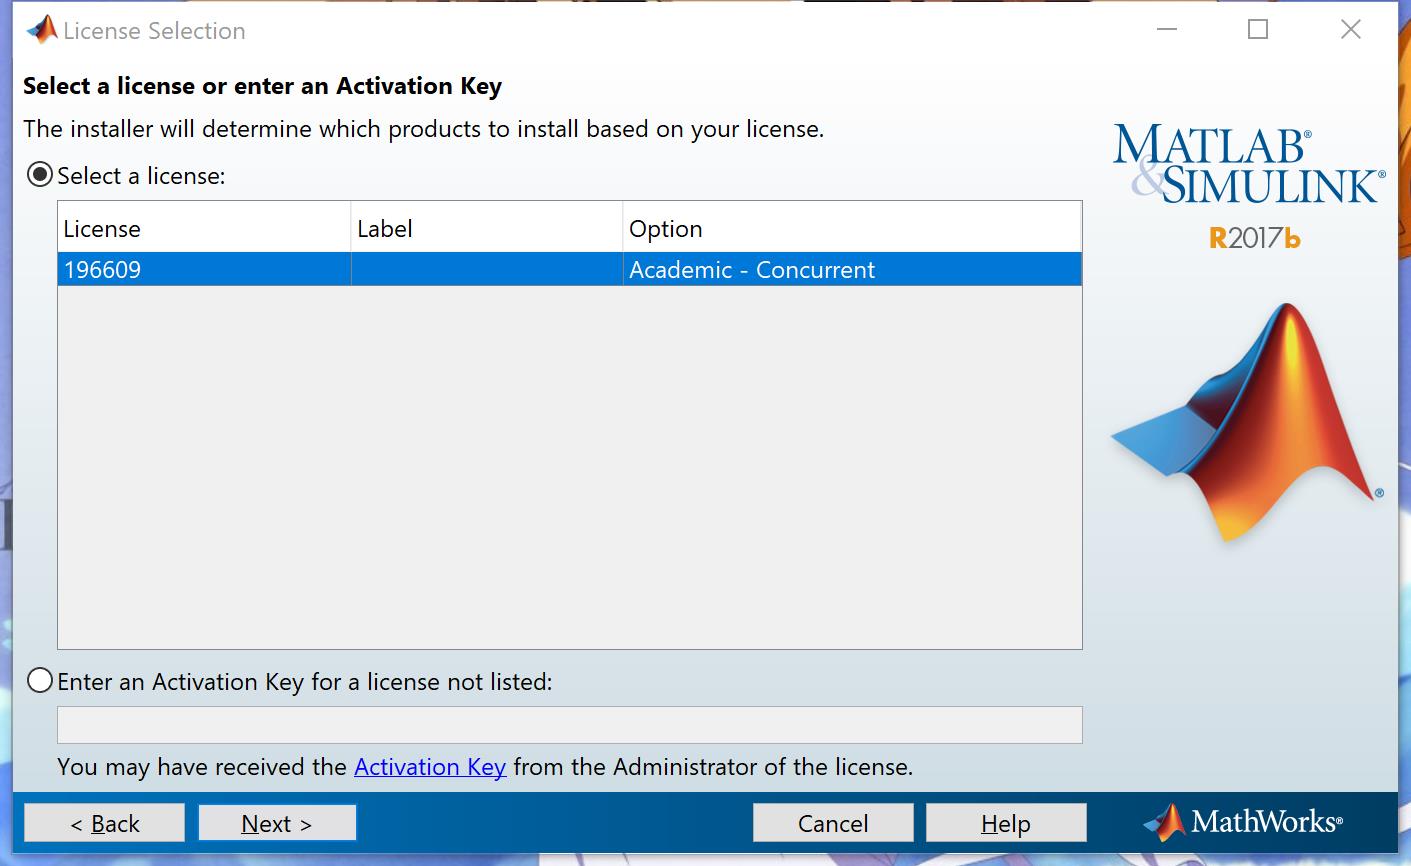 License Selection
Select a license or enter an Activation Key
The installer will determine which products to install based on your license.
Select a license:
License Label Option
196609 Academic - Concurrent
MATLAB®
&SIMULINK®
R2017b
®
Enter an Activation Key for a license not listed:
You may have received the Activation Key from the Administrator of the license.
< Back Next > Cancel Help MathWorks®